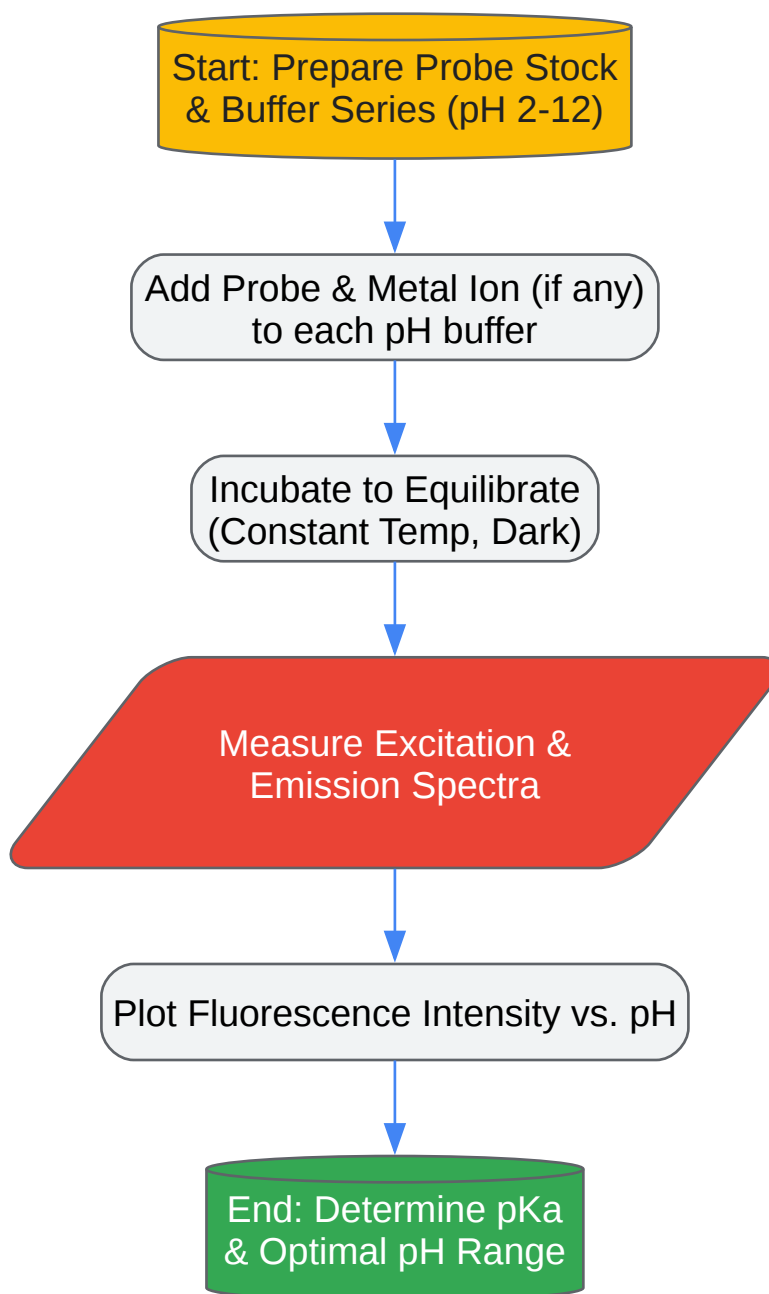 Start: Prepare Probe Stock
& Buffer Series (pH 2-12)
Add Probe & Metal Ion (if any)
to each pH buffer
Incubate to Equilibrate
(Constant Temp, Dark)
Measure Excitation &
Emission Spectra
Plot Fluorescence Intensity vs. pH
End: Determine pKa
& Optimal pH Range